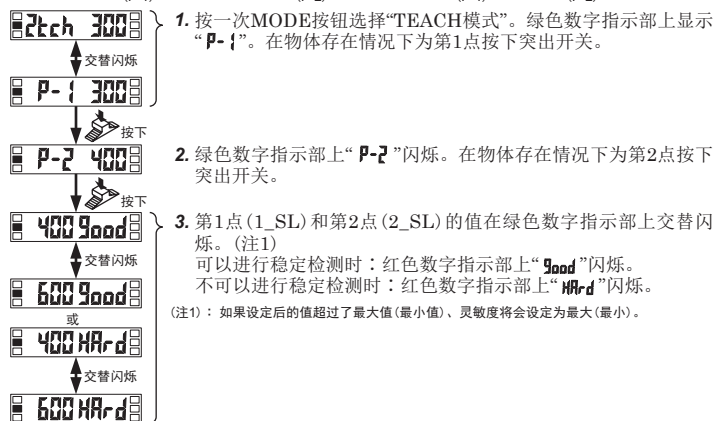 2tch 300
交替闪烁
P-1 300
按下
P-2 400
按下
400 good
交替闪烁
600 good
或
400 HArd
交替闪烁
600 HArd
1. 按一次MODE按钮选择“TEACH模式”。绿色数字指示部上显示
“P-1”。在物体存在情况下为第1点按下突出开关。
2. 绿色数字指示部上“P-2”闪烁。在物体存在情况下为第2点按下
突出开关。
3. 第1点(1_SL)和第2点(2_SL)的值在绿色数字指示部上交替闪
烁。(注1)
可以进行稳定检测时：红色数字指示部上“good”闪烁。
不可以进行稳定检测时：红色数字指示部上“HArd”闪烁。
(注1)：如果设定后的值超过了最大值(最小值)、灵敏度将会设定为最大(最小)。